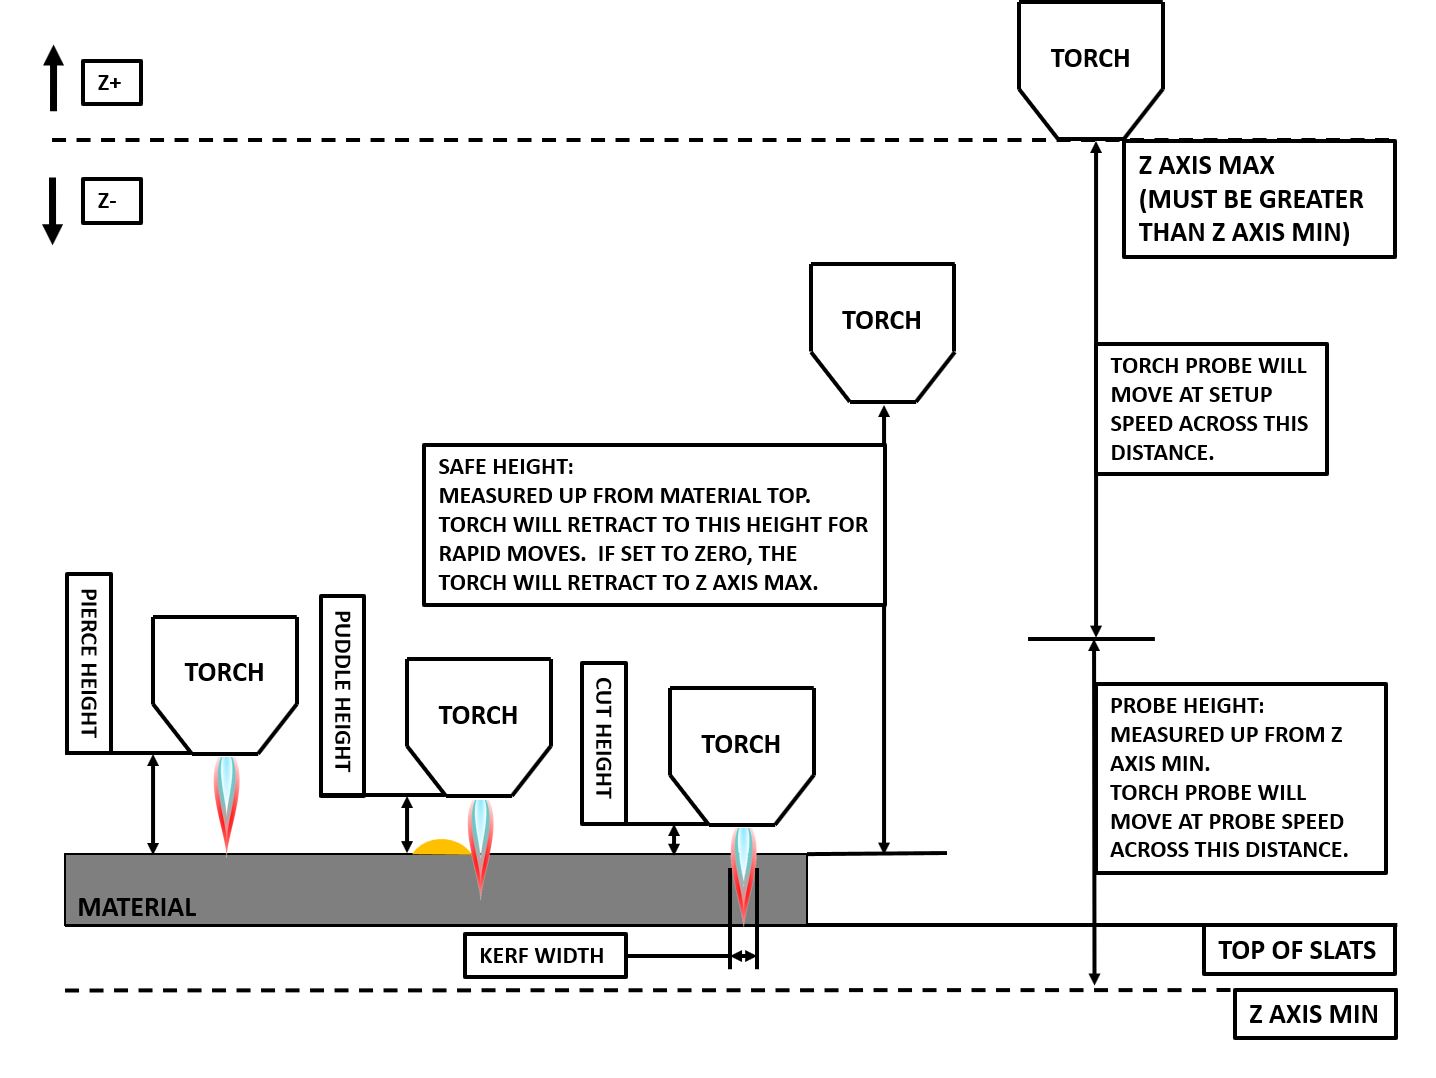 TORCH
Z+
Z AXIS MAX
(MUST BE GREATER
THAN Z AXIS MIN)
Z-
TORCH
TORCH PROBE WILL
MOVE AT SETUP
SPEED ACROSS THIS
DISTANCE.
SAFE HEIGHT:
MEASURED UP FROM MATERIAL TOP.
TORCH WILL RETRACT TO THIS HEIGHT FOR
RAPID MOVES.  IF SET TO ZERO, THE
TORCH WILL RETRACT TO Z AXIS MAX.
PIERCE HEIGHT
TORCH
PUDDLE HEIGHT
TORCH
CUT HEIGHT
TORCH
PROBE HEIGHT:
MEASURED UP FROM Z
AXIS MIN.
TORCH PROBE WILL
MOVE AT PROBE SPEED
ACROSS THIS DISTANCE.
MATERIAL
KERF WIDTH
TOP OF SLATS
Z AXIS MIN